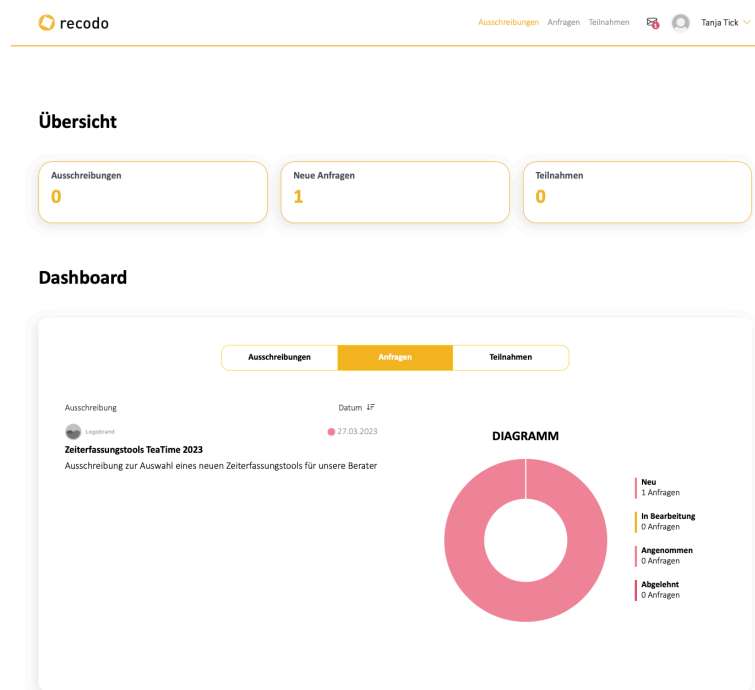 recodo
Ausschreibungen Anfragen Teilnahmen 1 Tanja Tick
Übersicht
Ausschreibungen
0
Neue Anfragen
1
Teilnahmen
0
Dashboard
Ausschreibungen Anfragen Teilnahmen
Ausschreibung Datum
Logobrand 27.03.2023
Zeiterfassungstools TeaTime 2023
Ausschreibung zur Auswahl eines neuen Zeiterfassungstools für unsere Berater
DIAGRAMM
Neu
1 Anfragen
In Bearbeitung
0 Anfragen
Angenommen
0 Anfragen
Abgelehnt
0 Anfragen